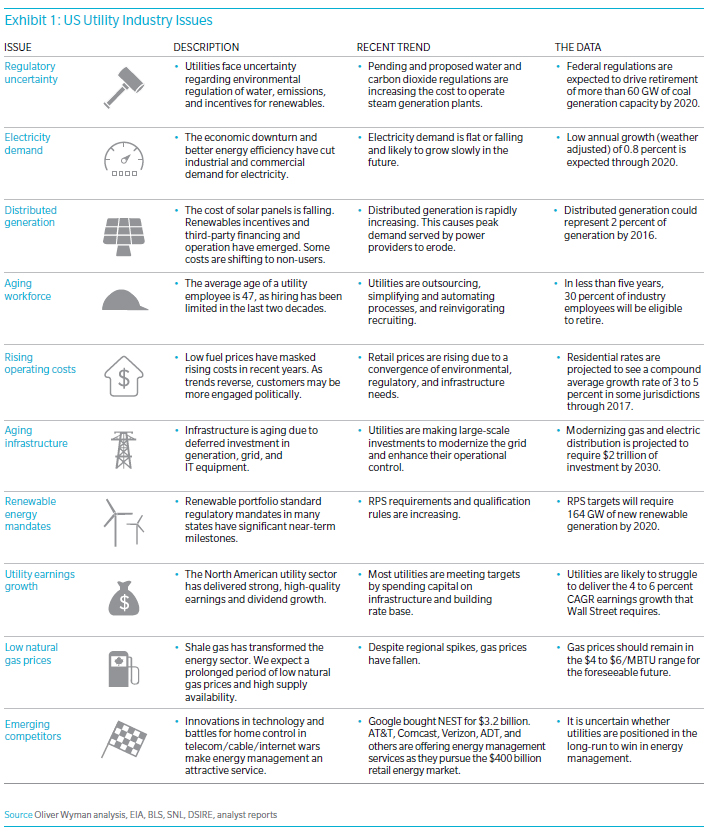 Exhibit 1: US Utility Industry Issues
ISSUE DESCRIPTION RECENT TREND THE DATA
Regulatory
uncertainty
• Utilities face uncertainty
regarding environmental
regulation of water, emissions,
and incentives for renewables.
• Pending and proposed water and
carbon dioxide regulations are
increasing the cost to operate
steam generation plants.
• Federal regulations are
expected to drive retirement
of more than 60 GW of coal
generation capacity by 2020.
Electricity
demand
• The economic downturn and
better energy efficiency have cut
industrial and commercial
demand for electricity.
• Electricity demand is flat or falling
and likely to grow slowly in the
future.
• Low annual growth (weather
adjusted) of 0.8 percent is
expected through 2020.
Distributed
generation
• The cost of solar panels is falling.
Renewables incentives and
third-party financing and
operation have emerged. Some
costs are shifting to non-users.
• Distributed generation is rapidly
increasing. This causes peak
demand served by power
providers to erode.
• Distributed generation could
represent 2 percent of
generation by 2016.
Aging
workforce
• The average age of a utility
employee is 47, as hiring has been
limited in the last two decades.
• Utilities are outsourcing,
simplifying and automating
processes, and reinvigorating
recruiting.
• In less than five years,
30 percent of industry
employees will be eligible
to retire.
Rising
operating costs
$
• Low fuel prices have masked
rising costs in recent years. As
trends reverse, customers may be
more engaged politically.
• Retail prices are rising due to a
convergence of environmental,
regulatory, and infrastructure
needs.
• Residential rates are
projected to see a compound
average growth rate of 3 to 5
percent in some jurisdictions
through 2017.
Aging
infrastructure
• Infrastructure is aging due to
deferred investment in
generation, grid, and
IT equipment.
• Utilities are making large-scale
investments to modernize the grid
and enhance their operational
control.
• Modernizing gas and electric
distribution is projected to
require $2 trillion of
investment by 2030.
Renewable
energy
mandates
• Renewable portfolio standard
regulatory mandates in many
states have significant near-term
milestones.
• RPS requirements and qualification
rules are increasing.
• RPS targets will require
164 GW of new renewable
generation by 2020.
Utility earnings
growth
$
• The North American utility sector
has delivered strong, high-quality
earnings and dividend growth.
• Most utilities are meeting targets
by spending capital on
infrastructure and building
rate base.
• Utilities are likely to struggle
to deliver the 4 to 6 percent
CAGR earnings growth that
Wall Street requires.
Low natural
gas prices
• Shale gas has transformed the
energy sector. We expect a
prolonged period of low natural
gas prices and high supply
availability.
• Despite regional spikes, gas prices
have fallen.
• Gas prices should remain in
the $4 to $6/MBTU range for
the foreseeable future.
Emerging
competitors
• Innovations in technology and
battles for home control in
telecom/cable/internet wars
make energy management an
attractive service.
• Google bought NEST for $3.2 billion.
AT&T, Comcast, Verizon, ADT, and
others are offering energy management
services as they pursue the $400 billion
retail energy market.
• It is uncertain whether
utilities are positioned in the
long-run to win in energy
management.
Source Oliver Wyman analysis, EIA, BLS, SNL, DSIRE, analyst reports